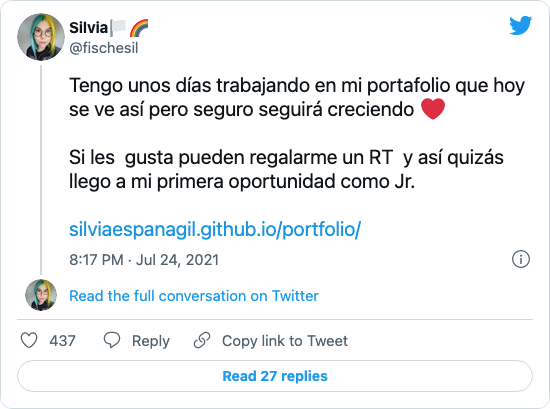 Silvia🏳️‍🌈
@fischesil
Tengo unos días trabajando en mi portafolio que hoy
se ve así pero seguro seguirá creciendo ❤️
Si les  gusta pueden regalarme un RT  y así quizás
llego a mi primera oportunidad como Jr.
silviaespanagil.github.io/portfolio/
8:17 PM · Jul 24, 2021
Read the full conversation on Twitter
437 Reply Copy link to Tweet
Read 27 replies